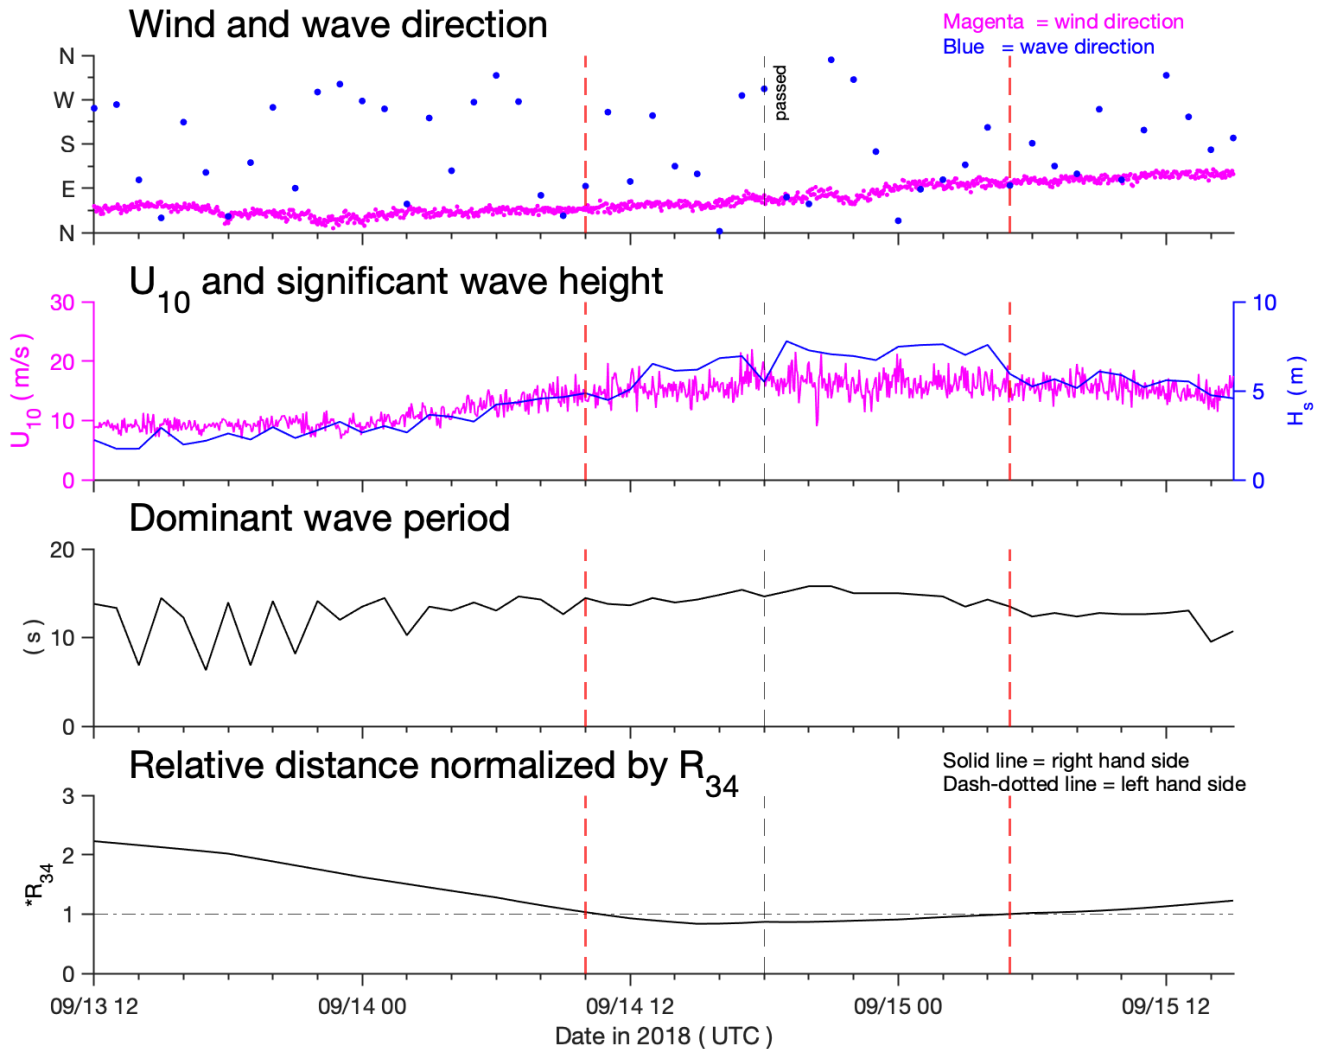 Wind and wave direction
Magenta = wind direction
Blue = wave direction
N
W
S
E
N
passed
U10 and significant wave height
30
20
10
0
U10 ( m/s )
10
5
0
Hs ( m )
Dominant wave period
20
10
0
( s )
Relative distance normalized by R34
Solid line = right hand side
Dash-dotted line = left hand side
3
2
1
0
*R34
09/13 12
09/14 00
09/14 12
09/15 00
09/15 12
Date in 2018 ( UTC )